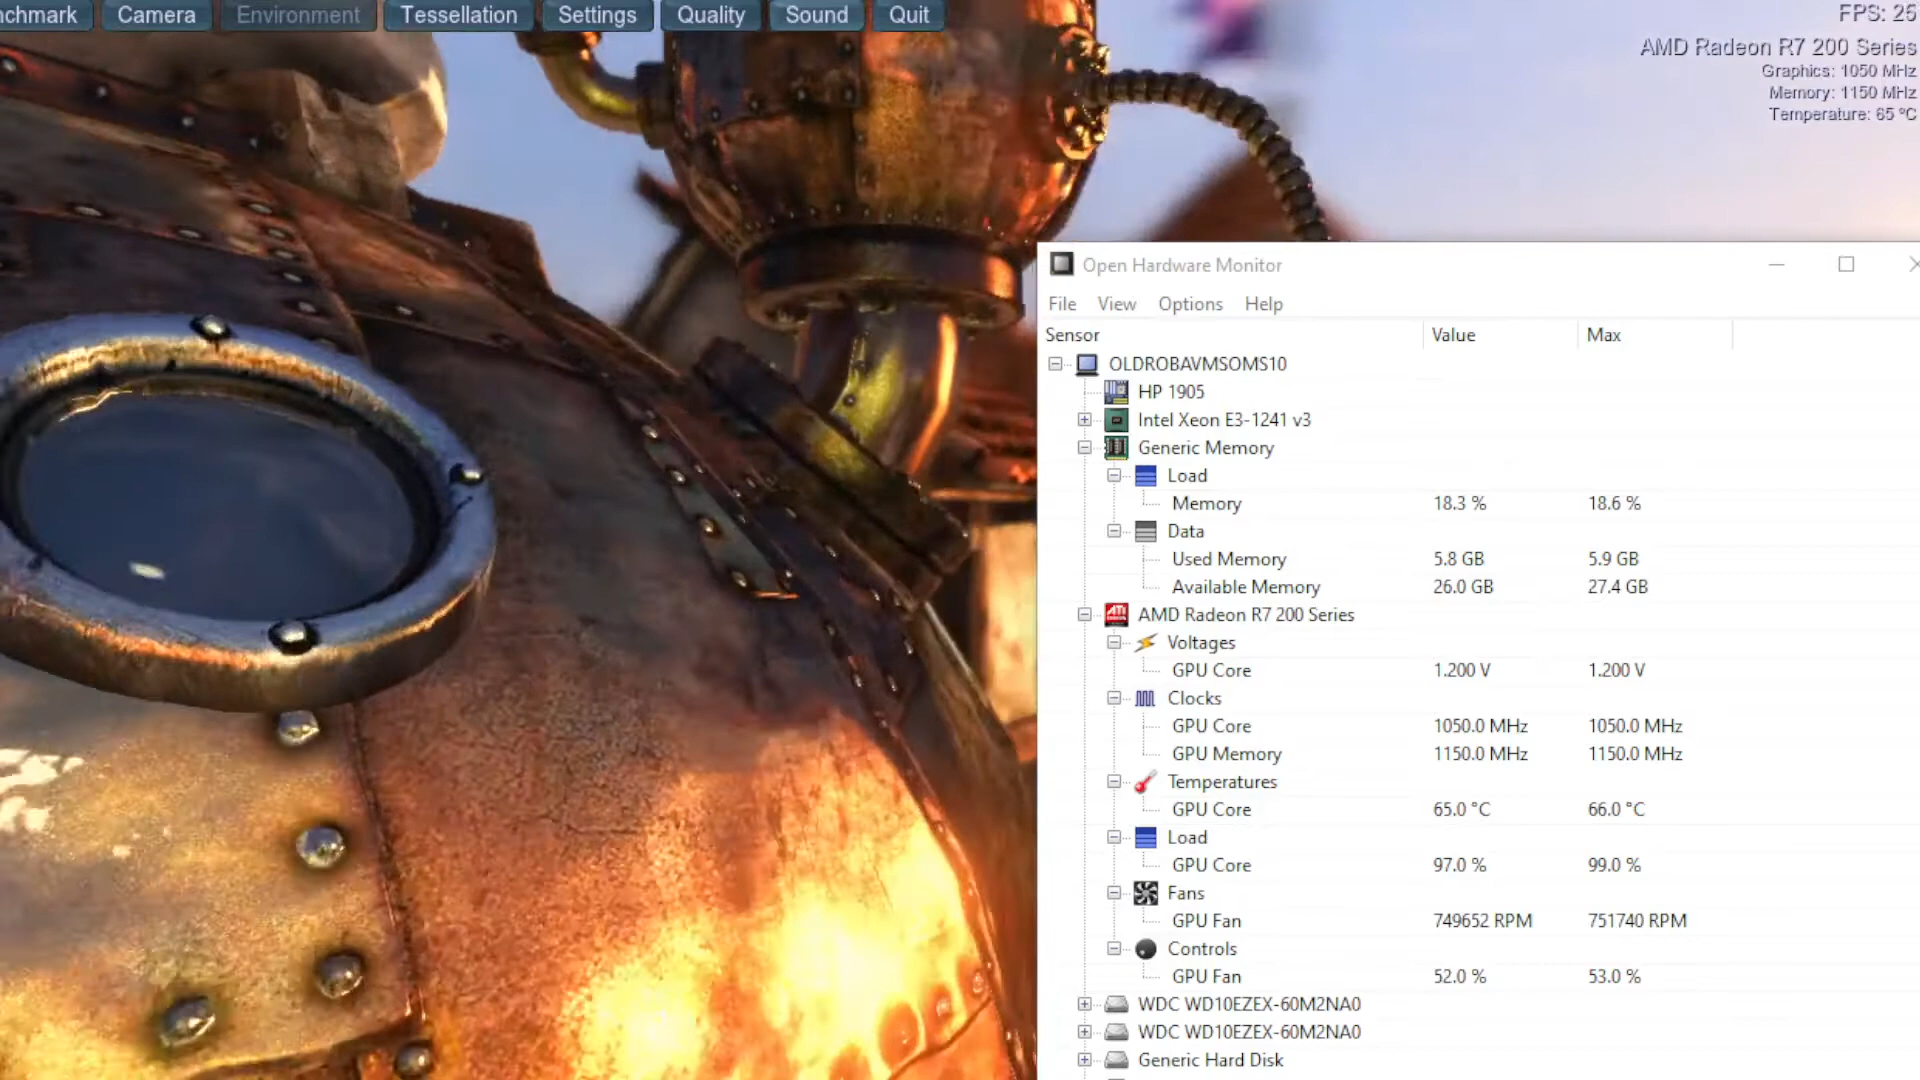 nchmark Camera Environment Tessellation Settings Quality Sound Quit
FPS: 26
AMD Radeon R7 200 Series
Graphics: 1050 MHz
Memory: 1150 MHz
Temperature: 65 °C
Open Hardware Monitor
File View Options Help
Sensor Value Max
OLDROBAVMSOMS10
HP 1905
Intel Xeon E3-1241 v3
Generic Memory
Load
Memory 18.3 % 18.6 %
Data
Used Memory 5.8 GB 5.9 GB
Available Memory 26.0 GB 27.4 GB
ATI AMD Radeon R7 200 Series
Voltages
GPU Core 1.200 V 1.200 V
Clocks
GPU Core 1050.0 MHz 1050.0 MHz
GPU Memory 1150.0 MHz 1150.0 MHz
Temperatures
GPU Core 65.0 °C 66.0 °C
Load
GPU Core 97.0 % 99.0 %
Fans
GPU Fan 749652 RPM 751740 RPM
Controls
GPU Fan 52.0 % 53.0 %
WDC WD10EZEX-60M2NA0
WDC WD10EZEX-60M2NA0
Generic Hard Disk